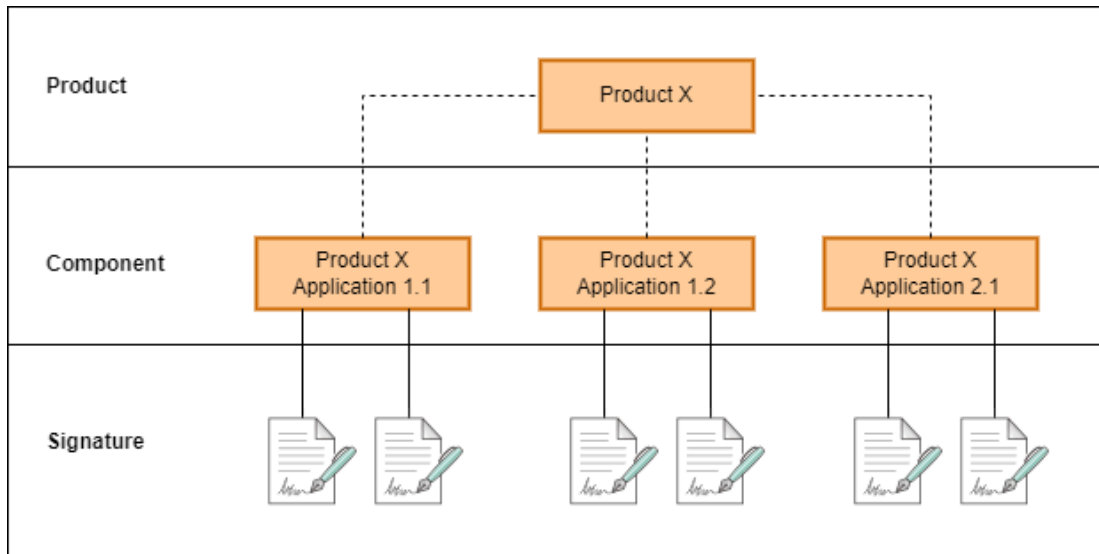 Product
Product X
Component
Product X
Application 1.1
Product X
Application 1.2
Product X
Application 2.1
Signature